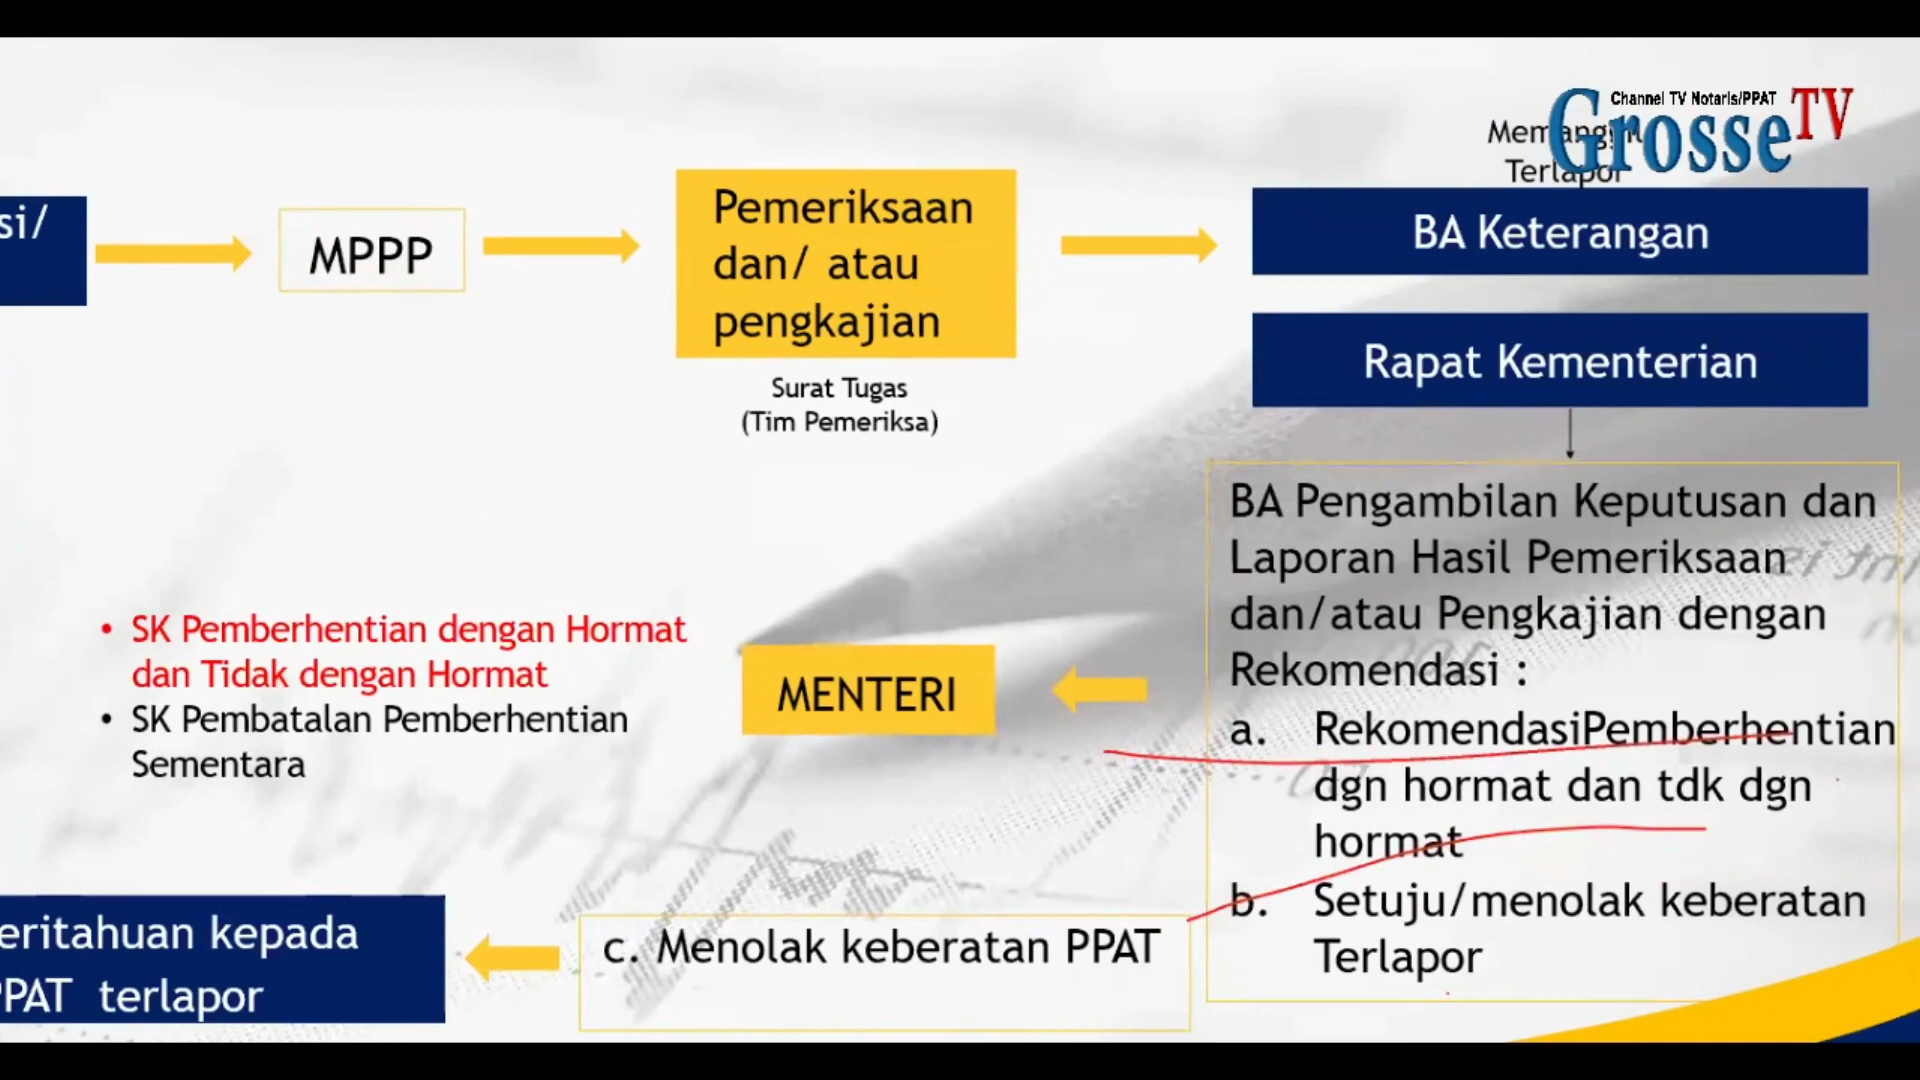 Channel TV Notaris/PPAT
Grosse TV
Terlapor
si/
MPPP
Pemeriksaan
dan/ atau
pengkajian
BA Keterangan
Rapat Kementerian
Surat Tugas
(Tim Pemeriksa)
BA Pengambilan Keputusan dan
Laporan Hasil Pemeriksaan
dan/atau Pengkajian dengan
Rekomendasi :
a. RekomendasiPemberhentian
dgn hormat dan tdk dgn
hormat
b. Setuju/menolak keberatan
Terlapor
MENTERI
• SK Pemberhentian dengan Hormat
dan Tidak dengan Hormat
• SK Pembatalan Pemberhentian
Sementara
c. Menolak keberatan PPAT
eritahuan kepada
PPAT terlapor